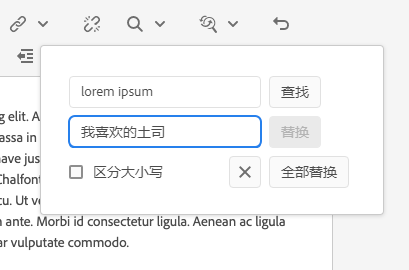 lorem ipsum 查找
我喜欢的土司 替换
区分大小写 全部替换
g elit. A
assa in
ave jus
Chalfont
cu. Ut ve
s ante. Morbi id consectetur ligula. Aenean ac ligula
ar vulputate commodo.